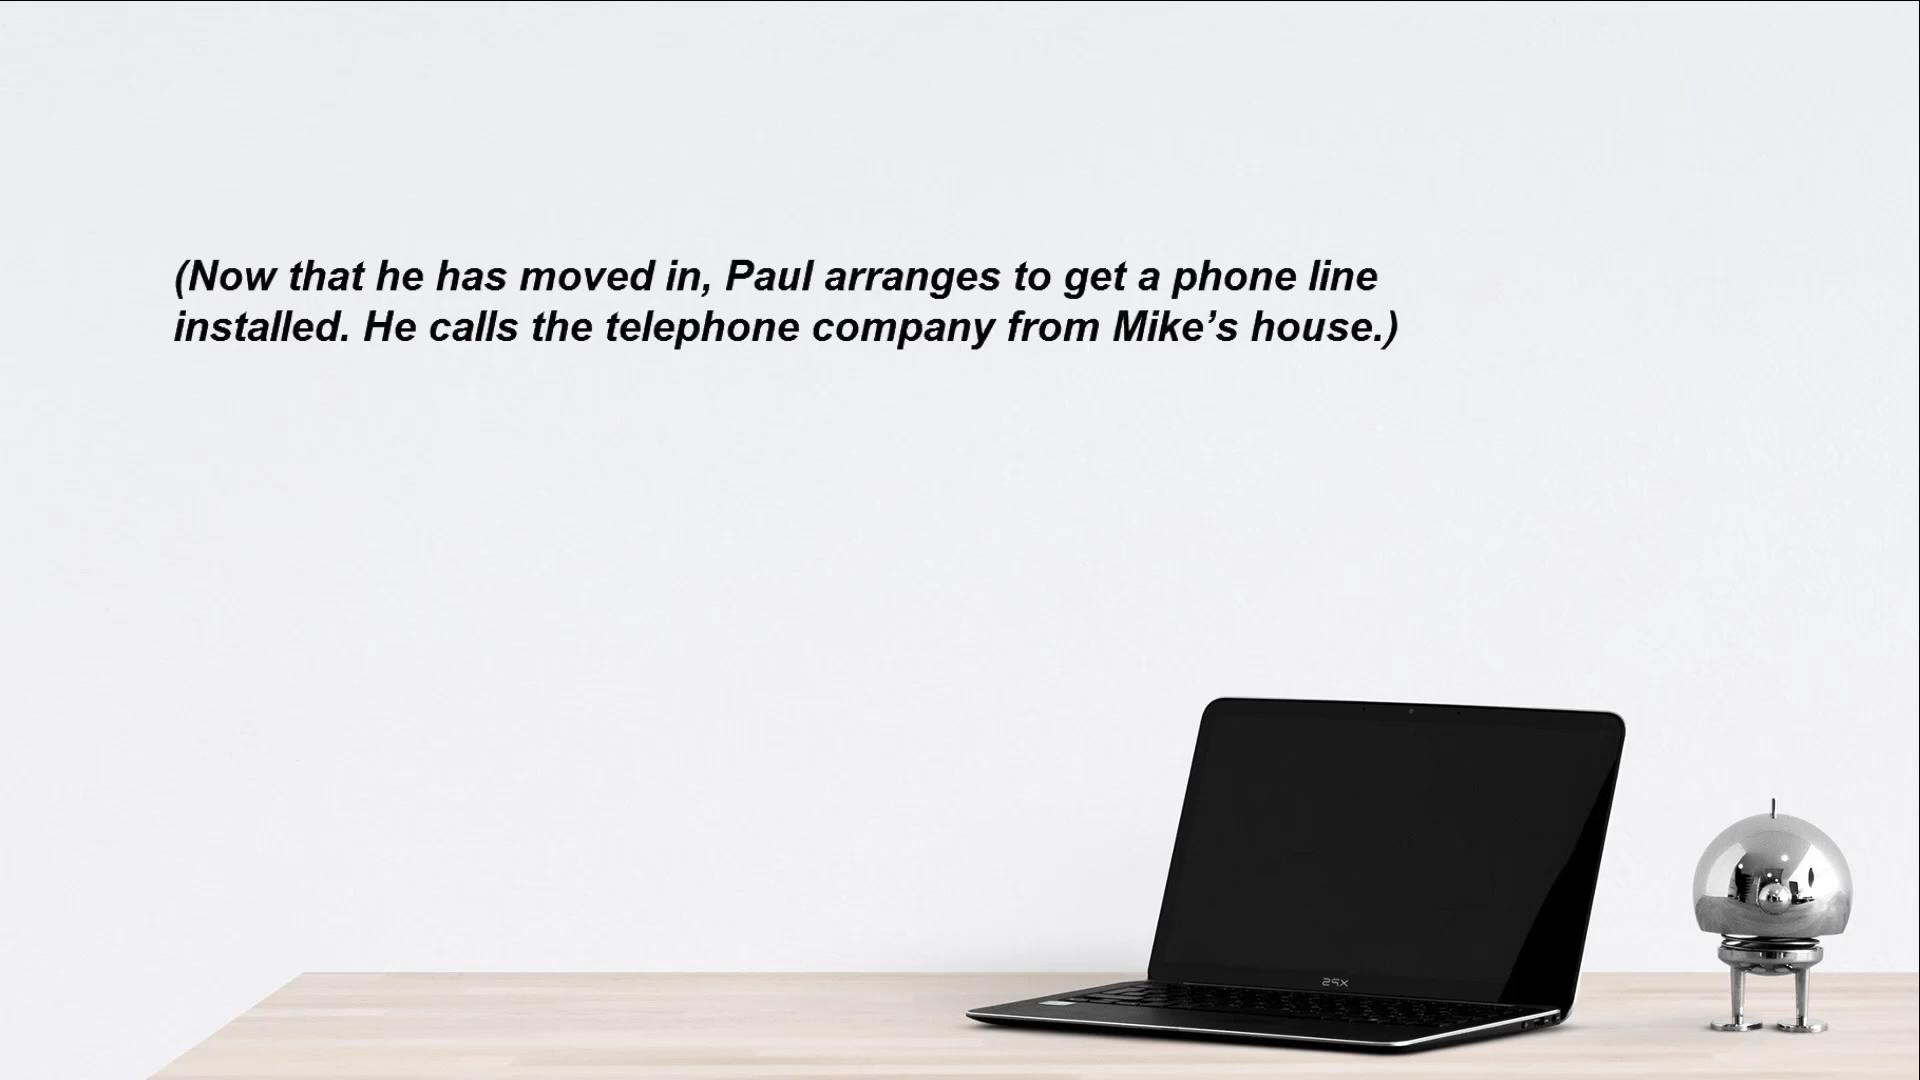 (Now that he has moved in, Paul arranges to get a phone line
installed. He calls the telephone company from Mike’s house.)
XPS